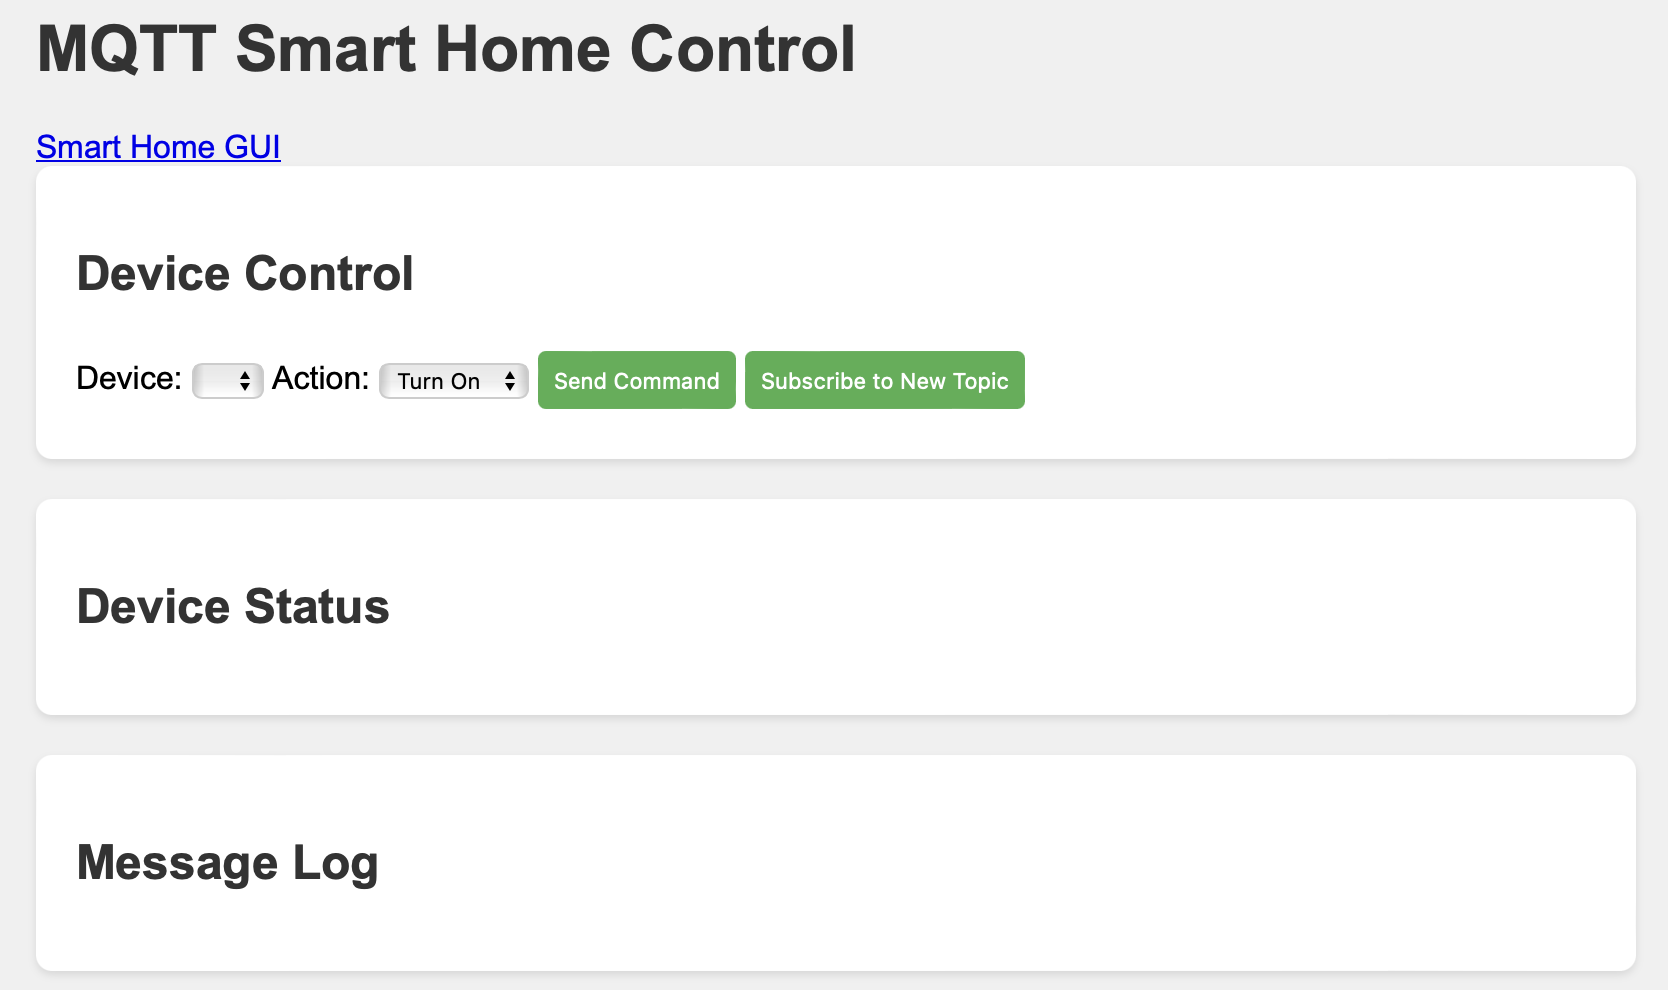 MQTT Smart Home Control
Smart Home GUI
Device Control
Device: Action: Turn On Send Command Subscribe to New Topic
Device Status
Message Log